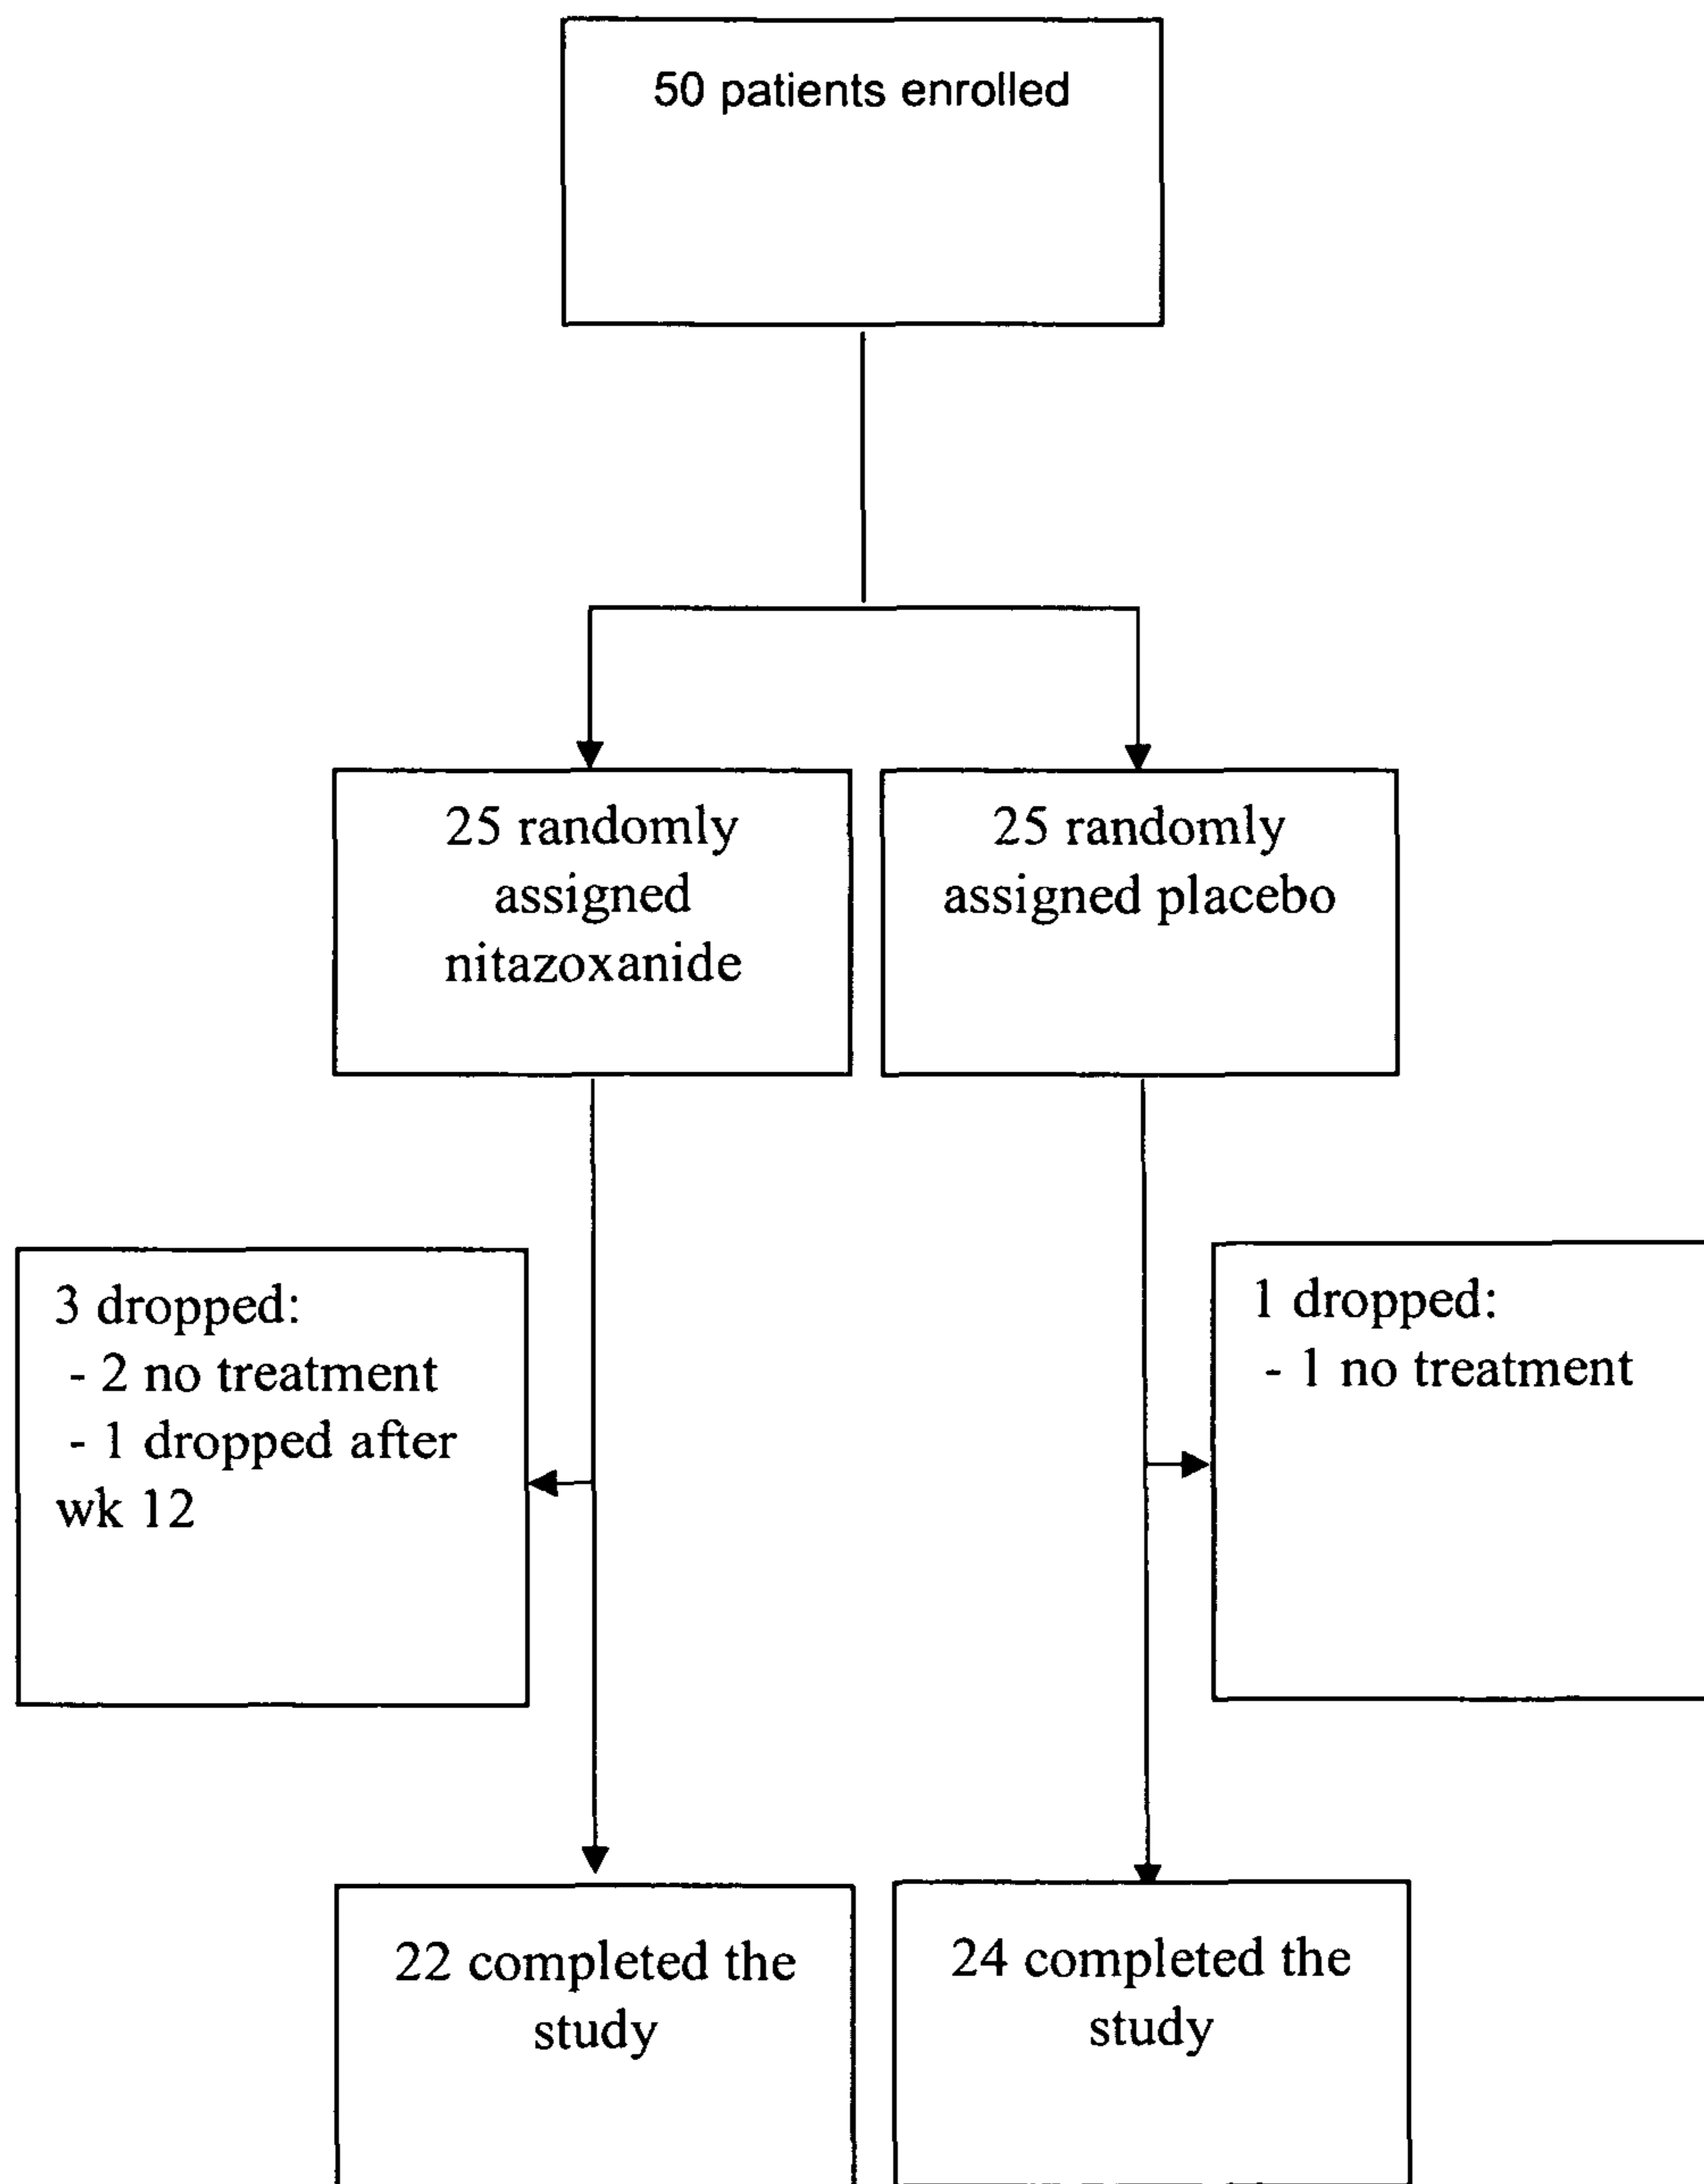 50 patients enrolled
25 randomly
assigned
nitazoxanide
25 randomly
assigned placebo
3 dropped:
- 2 no treatment
- 1 dropped after
wk 12
1 dropped:
- 1 no treatment
22 completed the
study
24 completed the
study